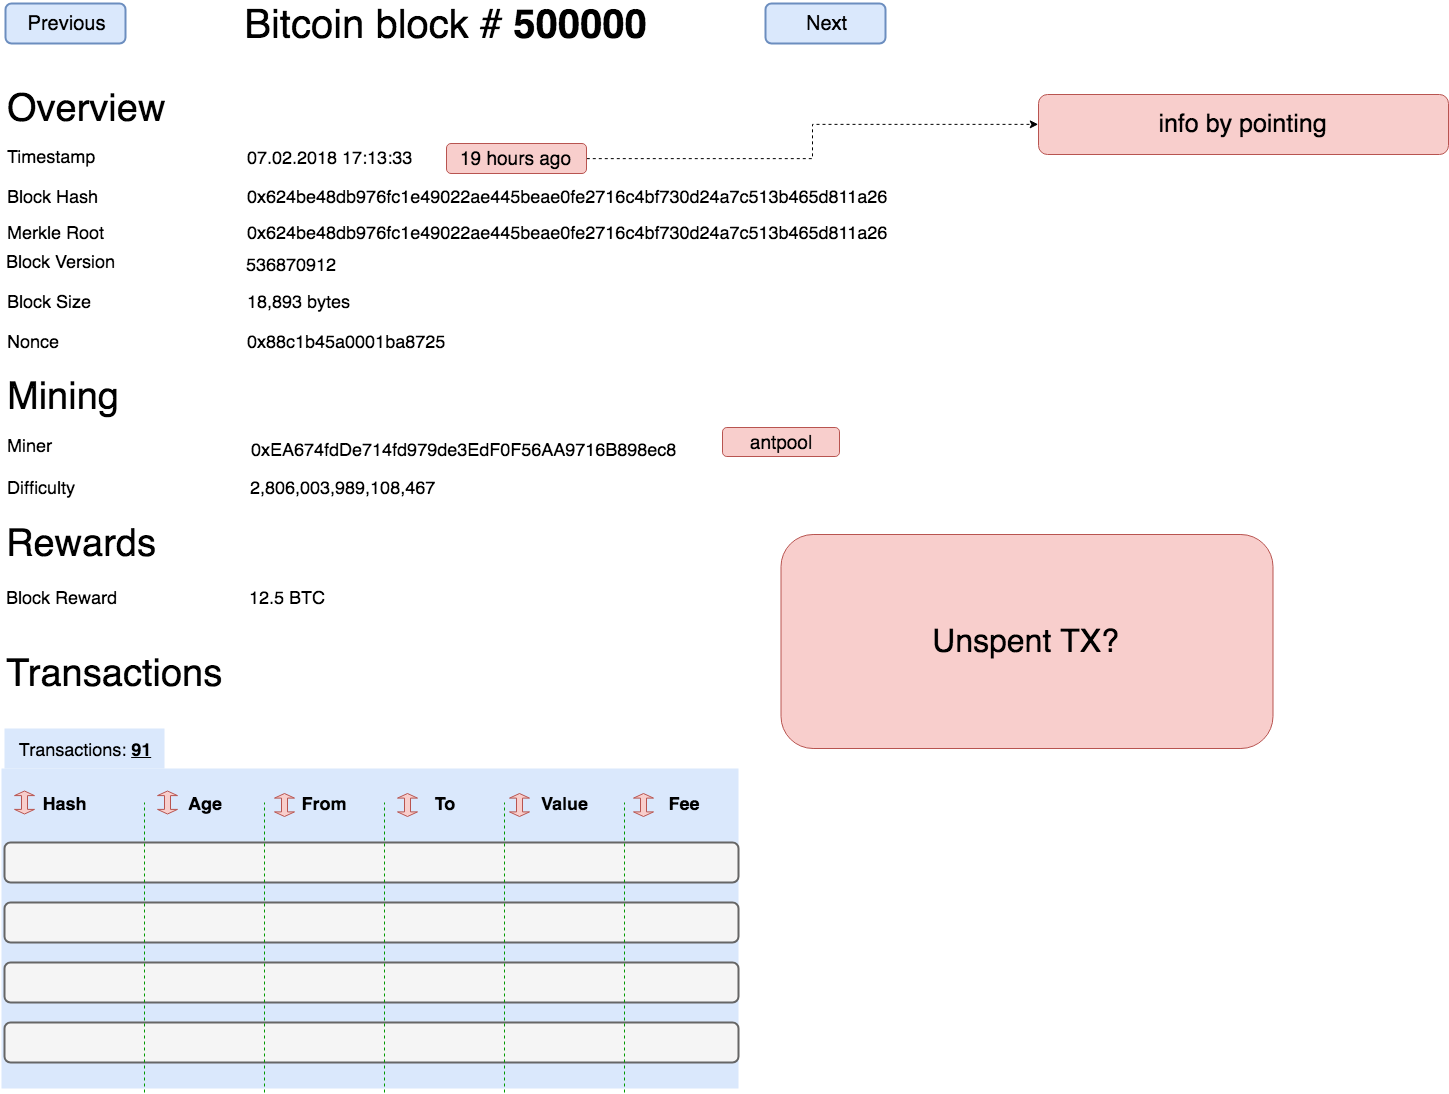 Previous
Bitcoin block # 500000
Next
Overview
info by pointing
Timestamp 07.02.2018 17:13:33 19 hours ago
Block Hash 0x624be48db976fc1e49022ae445beae0fe2716c4bf730d24a7c513b465d811a26
Merkle Root 0x624be48db976fc1e49022ae445beae0fe2716c4bf730d24a7c513b465d811a26
Block Version 536870912
Block Size 18,893 bytes
Nonce 0x88c1b45a0001ba8725
Mining
Miner 0xEA674fdDe714fd979de3EdF0F56AA9716B898ec8 antpool
Difficulty 2,806,003,989,108,467
Rewards
Block Reward 12.5 BTC
Unspent TX?
Transactions
Transactions: 91
Hash Age From To Value Fee